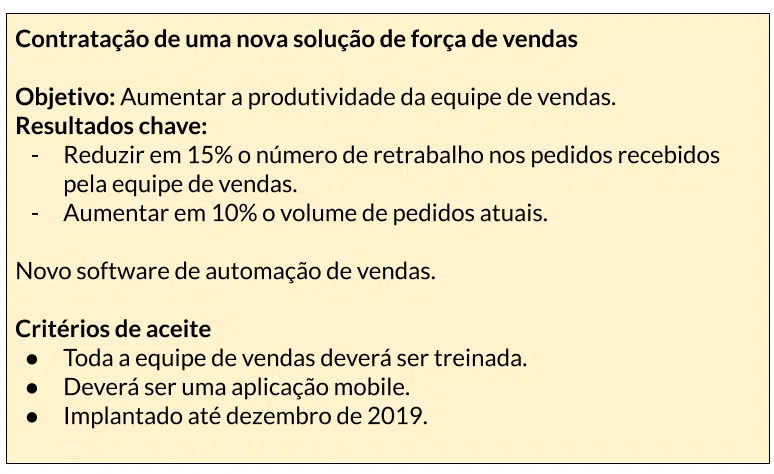 Contratação de uma nova solução de força de vendas
Objetivo: Aumentar a produtividade da equipe de vendas.
Resultados chave:
- Reduzir em 15% o número de retrabalho nos pedidos recebidos
pela equipe de vendas.
- Aumentar em 10% o volume de pedidos atuais.
Novo software de automação de vendas.
Critérios de aceite
● Toda a equipe de vendas deverá ser treinada.
● Deverá ser uma aplicação mobile.
● Implantado até dezembro de 2019.